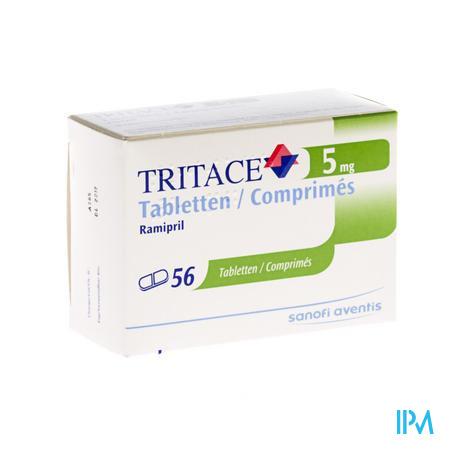 TRITACE 5 mg
Tabletten / Comprimés
Ramipril
56 Tabletten / Comprimés
sanofi aventis
IPM